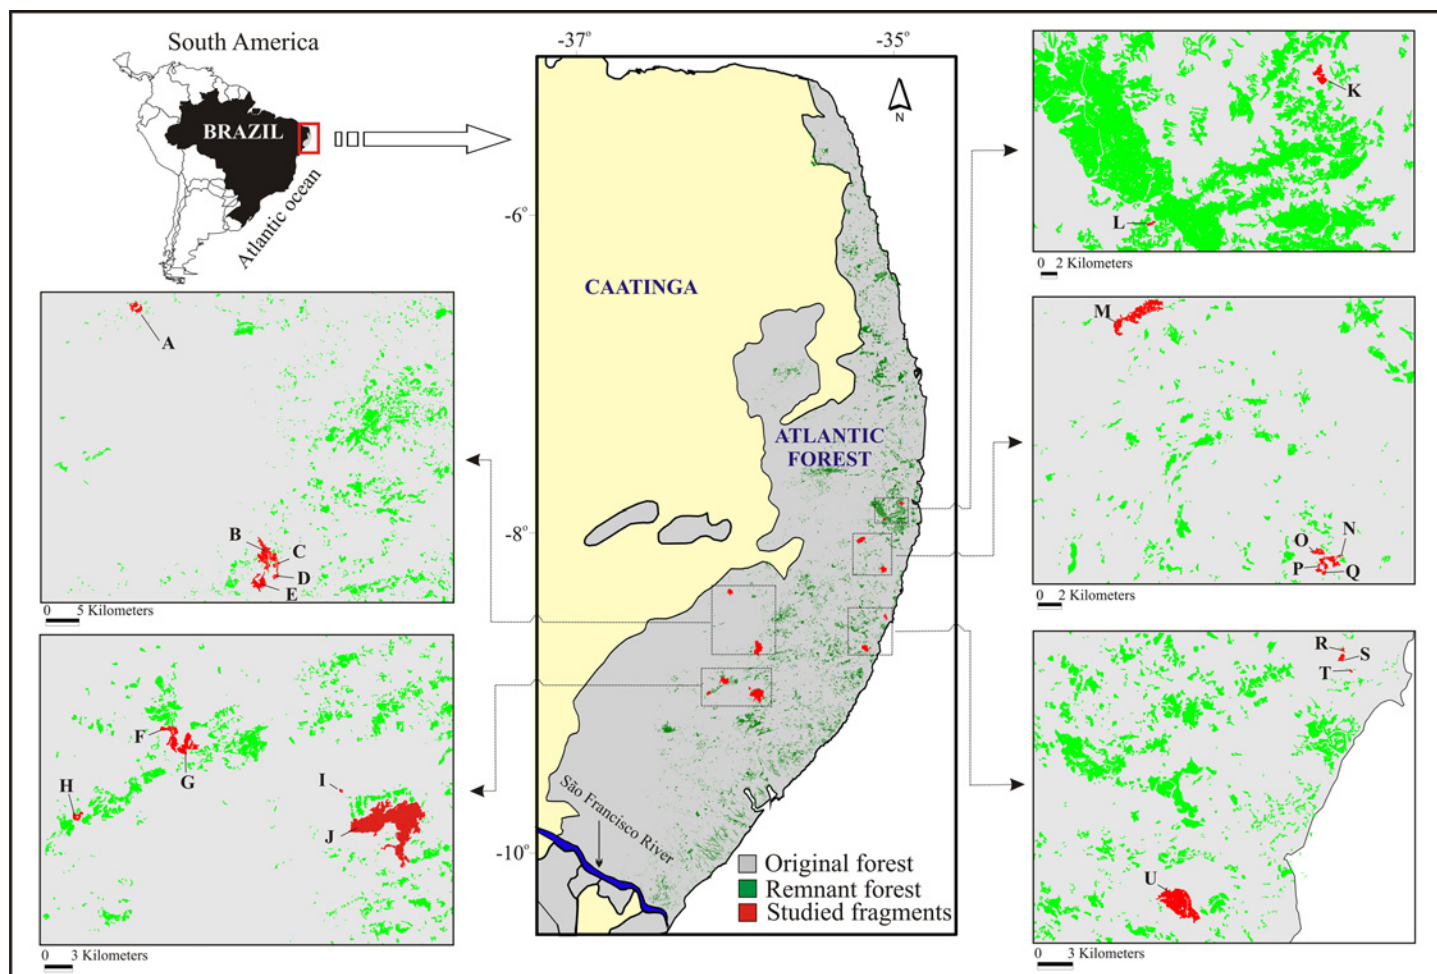 South America
BRAZIL
Atlantic ocean
-37°
-35°
-6°
-8°
-10°
N
CAATINGA
ATLANTIC
FOREST
São Francisco River
Original forest
Remnant forest
Studied fragments
A
B
C
D
E
0 5 Kilometers
F
G
H
I
J
0 3 Kilometers
K
L
0 2 Kilometers
M
N
O
P
Q
0 2 Kilometers
R
S
T
U
0 3 Kilometers